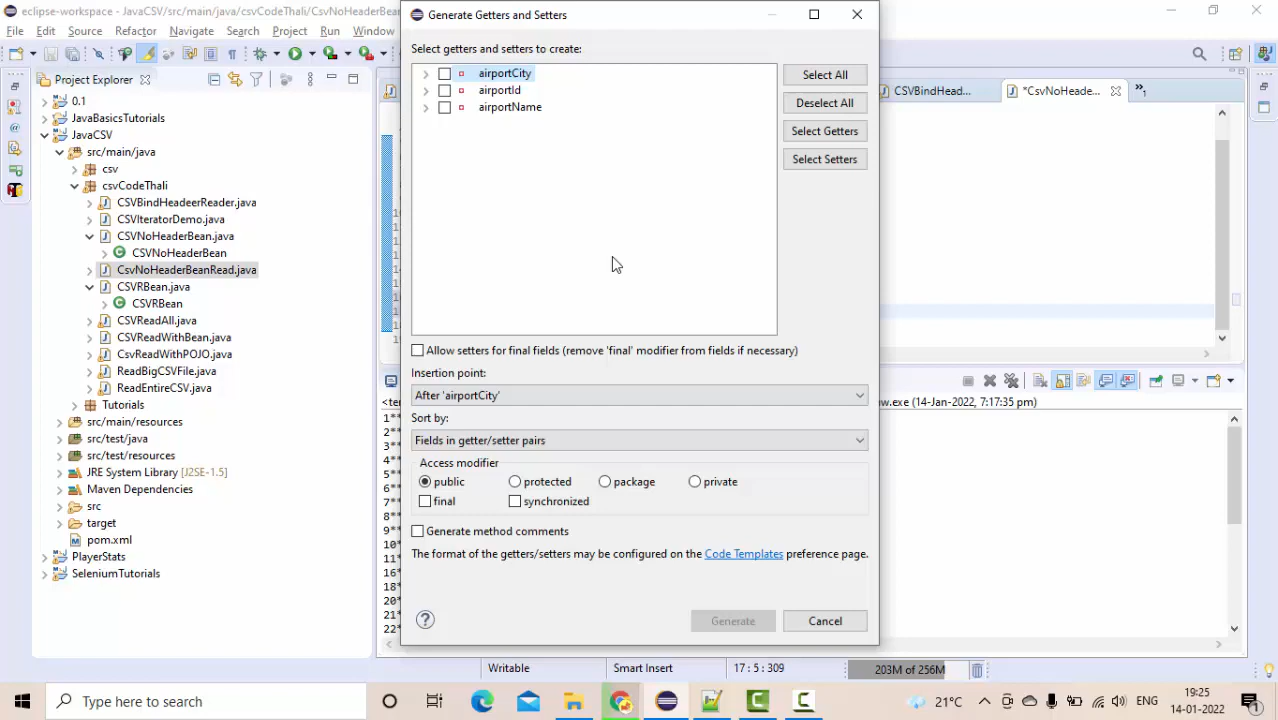 eclipse-workspace - JavaCSV/src/main/java/csvCodeThali/CsvNoHeaderBean
File Edit Source Refactor Navigate Search Project Run Window
Project Explorer
0.1
JavaBasicsTutorials
JavaCSV
src/main/java
csv
csvCodeThali
CSVBindHeadeerReader.java
CSVIteratorDemo.java
CSVNoHeaderBean.java
CSVNoHeaderBean
CsvNoHeaderBeanRead.java
CSVRBean.java
CSVRBean
CSVReadAll.java
CSVReadWithBean.java
CsvReadWithPOJO.java
ReadBigCSVFile.java
ReadEntireCSV.java
Tutorials
src/main/resources
src/test/java
src/test/resources
JRE System Library [J2SE-1.5]
Maven Dependencies
src
target
pom.xml
PlayerStats
SeleniumTutorials
Generate Getters and Setters
Select getters and setters to create:
airportCity
airportId
airportName
Select All
Deselect All
Select Getters
Select Setters
Allow setters for final fields (remove 'final' modifier from fields if necessary)
Insertion point:
After 'airportCity'
Sort by:
Fields in getter/setter pairs
Access modifier
public protected package private
final synchronized
Generate method comments
The format of the getters/setters may be configured on the Code Templates preference page.
? Generate Cancel
CSVBindHead... *CsvNoHeade... »1
w.exe (14-Jan-2022, 7:17:35 pm)
Writable Smart Insert 17 : 5 : 309 203M of 256M
Type here to search
21°C ENG 19:25
14-01-2022